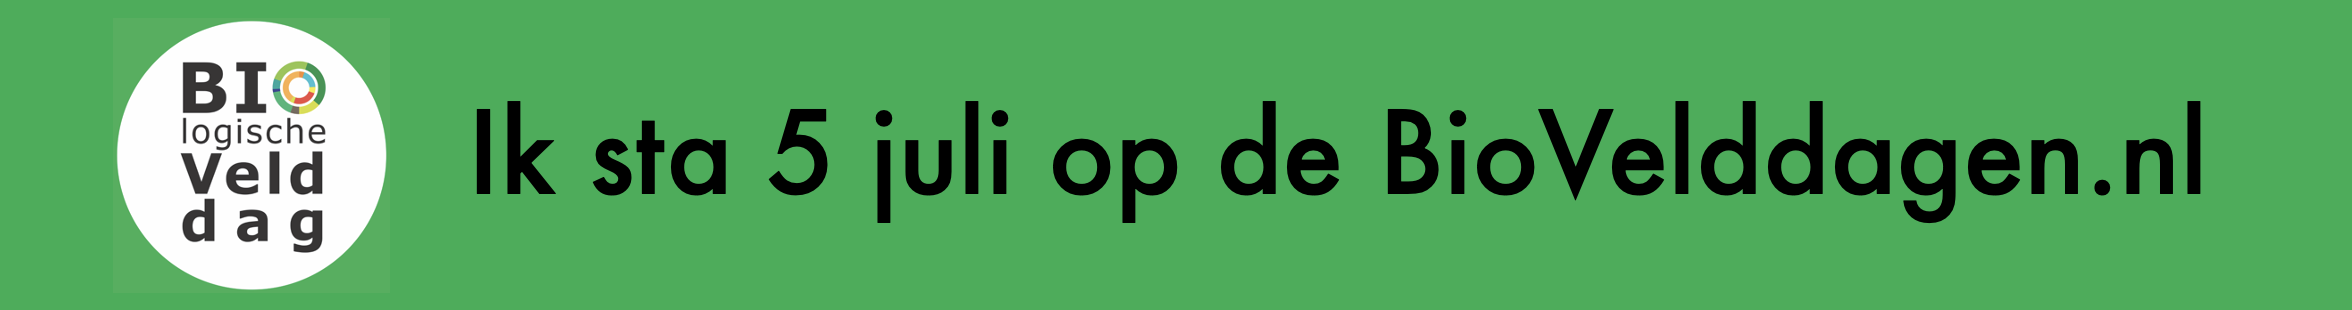 BIO
logische
Veld
dag
Ik sta 5 juli op de BioVelddagen.nl